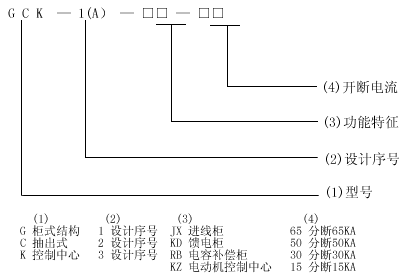 GCK — 1(A) — □□ — □□
(4)开断电流
(3)功能特征
(2)设计序号
(1)型号
(1) (2) (3) (4)
G 柜式结构 1 设计序号 JX 进线柜 65 分断65KA
C 抽出式 2 设计序号 KD 馈电柜 50 分断50KA
K 控制中心 3 设计序号 RB 电容补偿柜 30 分断30KA
KZ 电动机控制中心 15 分断15KA